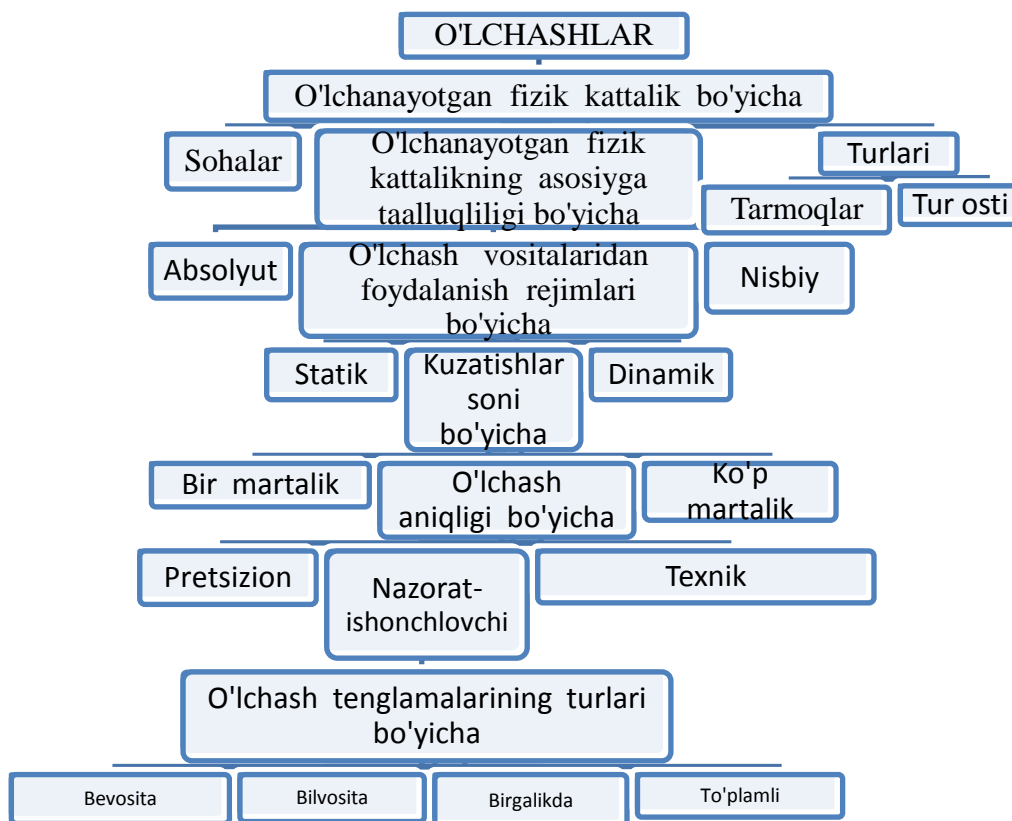 O'LCHASHLAR
O'lchanayotgan fizik kattalik bo'yicha
Sohalar
O'lchanayotgan fizik
kattalikning asosiyga
taalluqliligi bo'yicha
Turlari
Tarmoqlar
Tur osti
Absolyut
O'lchash vositalaridan
foydalanish rejimlari
bo'yicha
Nisbiy
Statik
Kuzatishlar
soni
bo'yicha
Dinamik
Bir martalik
O'lchash
aniqligi bo'yicha
Ko'p
martalik
Pretsizion
Nazorat-
ishonchlovchi
Texnik
O'lchash tenglamalarining turlari
bo'yicha
Bevosita
Bilvosita
Birgalikda
To'plamli